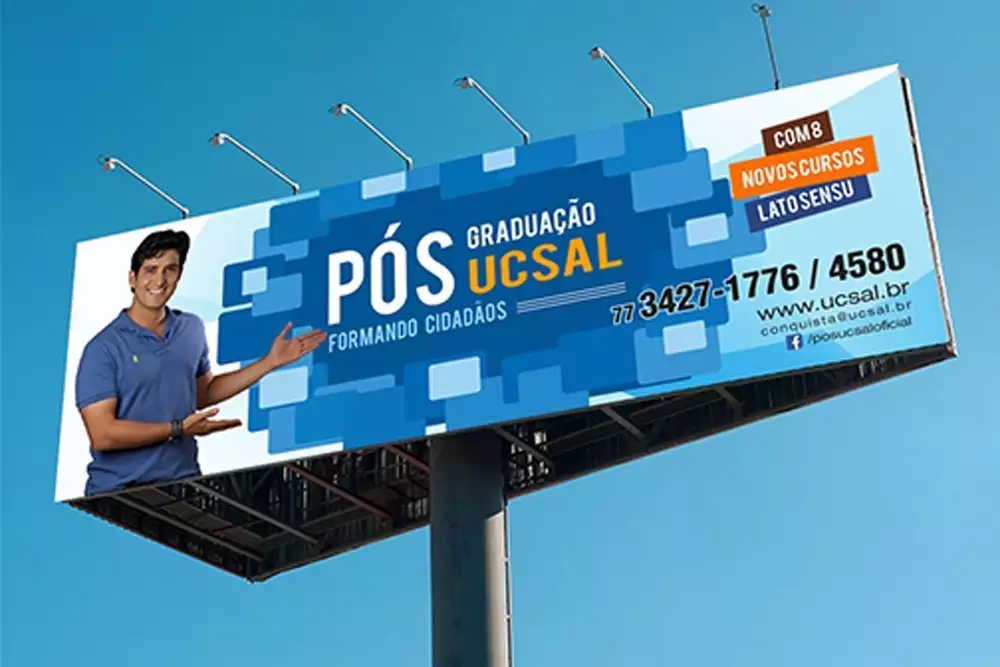 PÓS GRADUAÇÃO
UCSAL
FORMANDO CIDADÃOS
COM 8
NOVOS CURSOS
LATO SENSU
77 3427-1776 / 4580
www.ucsal.br
conquista@ucsal.br
f /posucsaloficial